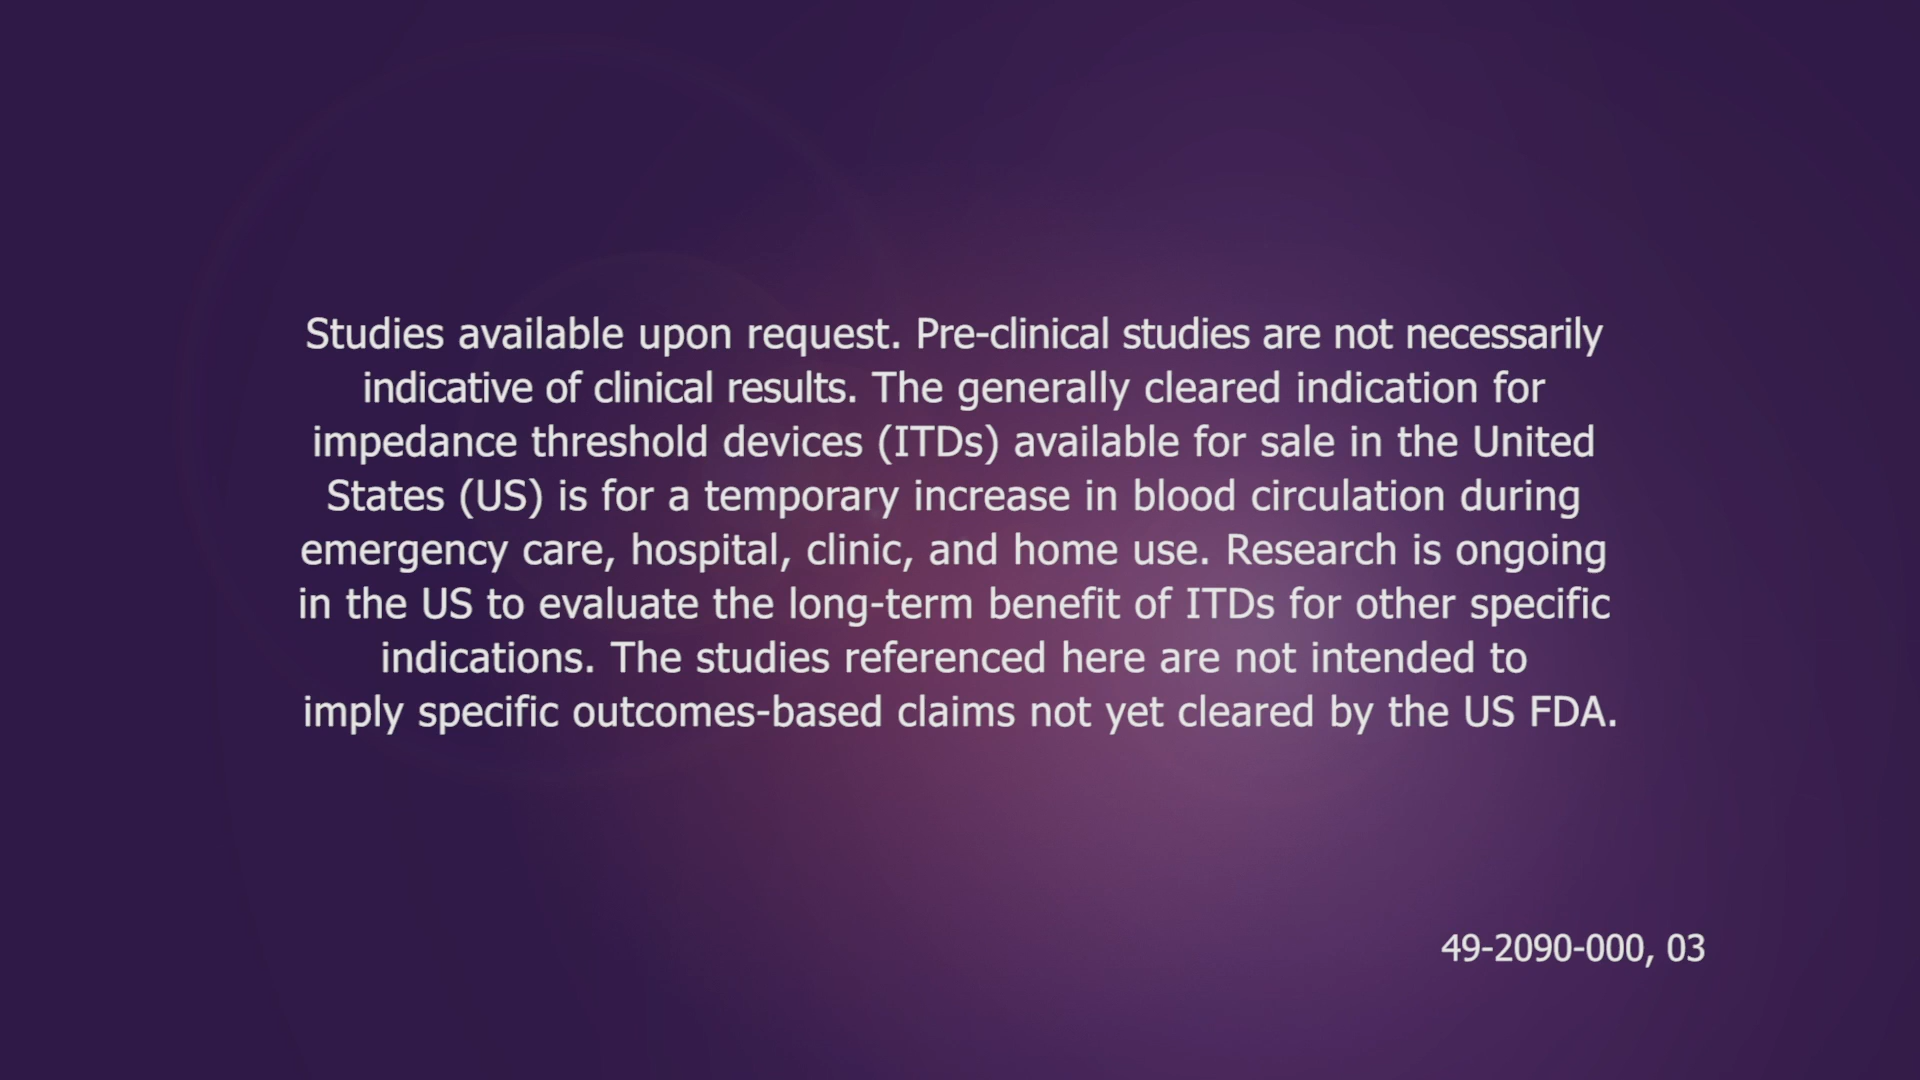 Studies available upon request. Pre-clinical studies are not necessarily
indicative of clinical results. The generally cleared indication for
impedance threshold devices (ITDs) available for sale in the United
States (US) is for a temporary increase in blood circulation during
emergency care, hospital, clinic, and home use. Research is ongoing
in the US to evaluate the long-term benefit of ITDs for other specific
indications. The studies referenced here are not intended to
imply specific outcomes-based claims not yet cleared by the US FDA.
49-2090-000, 03